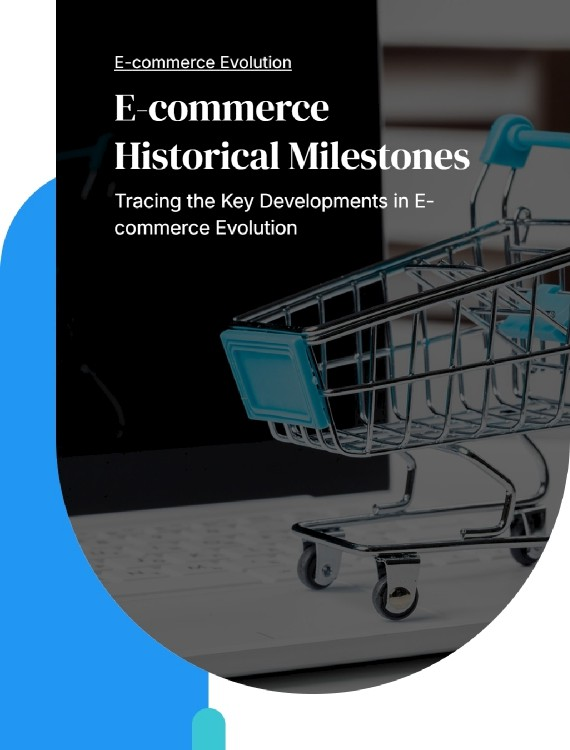 E-commerce Evolution
E-commerce
Historical Milestones
Tracing the Key Developments in E-
commerce Evolution